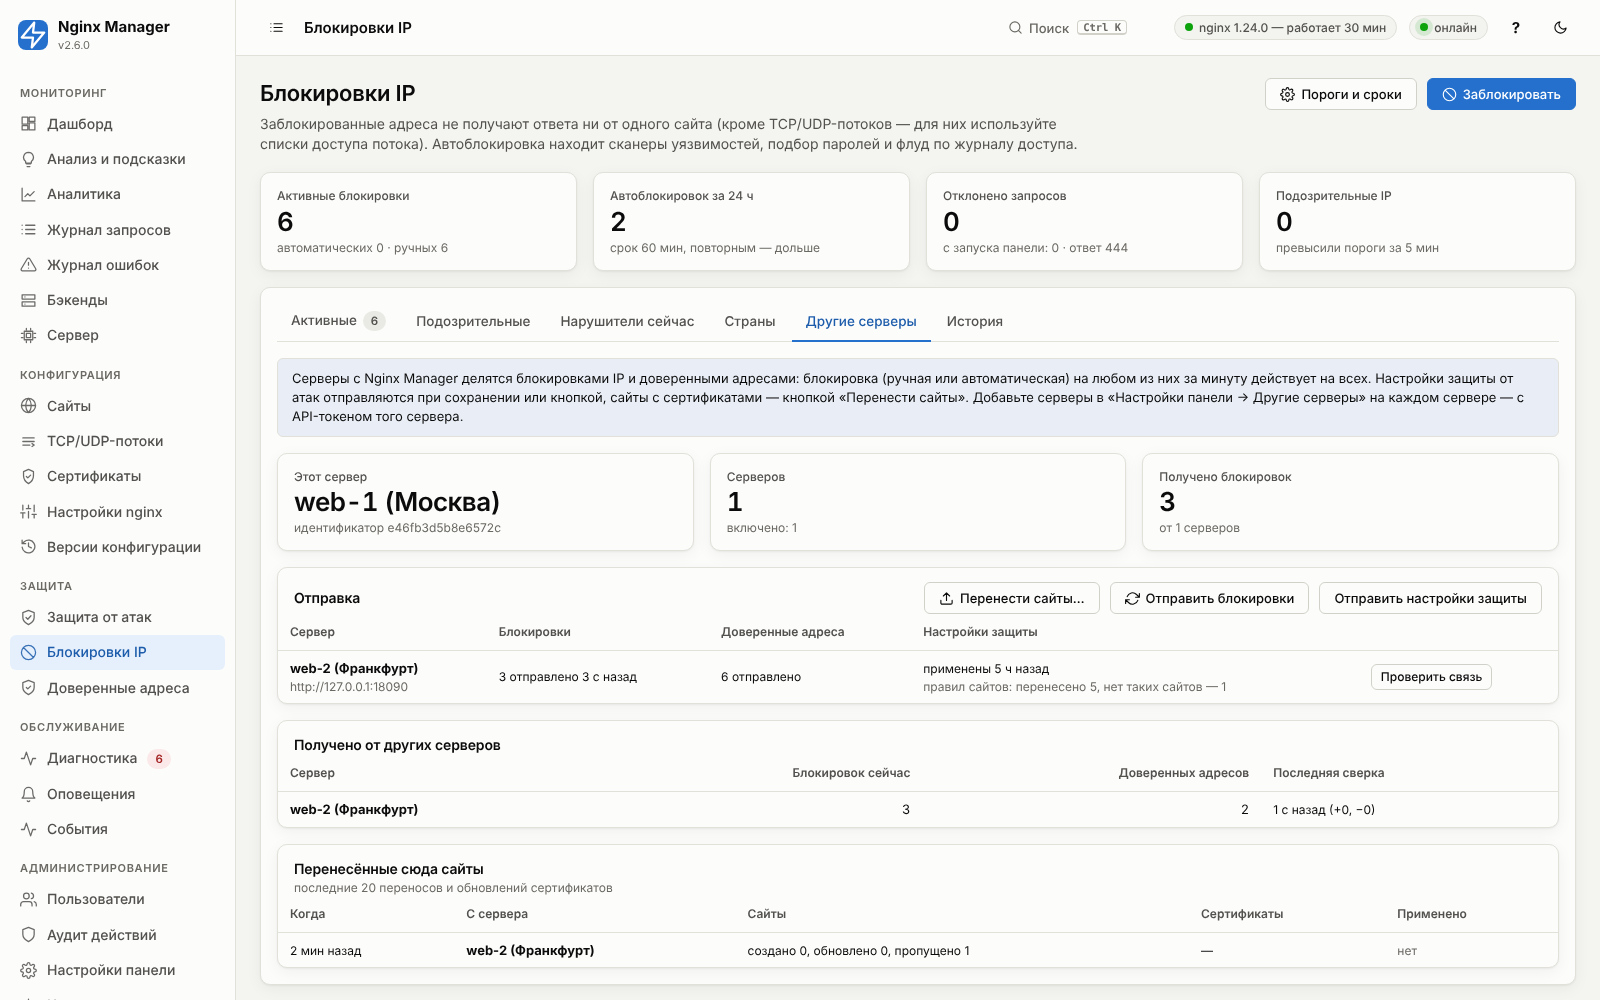 Nginx Manager
v2.6.0
МОНИТОРИНГ
Дашборд
Анализ и подсказки
Аналитика
Журнал запросов
Журнал ошибок
Бэкенды
Сервер
КОНФИГУРАЦИЯ
Сайты
TCP/UDP-потоки
Сертификаты
Настройки nginx
Версии конфигурации
ЗАЩИТА
Защита от атак
Блокировки IP
Доверенные адреса
ОБСЛУЖИВАНИЕ
Диагностика 6
Оповещения
События
АДМИНИСТРИРОВАНИЕ
Пользователи
Аудит действий
Настройки панели
Блокировки IP
Поиск Ctrl K
nginx 1.24.0 — работает 30 мин
онлайн
?
Блокировки IP
Пороги и сроки
Заблокировать
Заблокированные адреса не получают ответа ни от одного сайта (кроме TCP/UDP-потоков — для них используйте
списки доступа потока). Автоблокировка находит сканеры уязвимостей, подбор паролей и флуд по журналу доступа.
Активные блокировки
6
автоматических 0 · ручных 6
Автоблокировок за 24 ч
2
срок 60 мин, повторным — дольше
Отклонено запросов
0
с запуска панели: 0 · ответ 444
Подозрительные IP
0
превысили пороги за 5 мин
Активные 6 Подозрительные Нарушители сейчас Страны Другие серверы История
Серверы с Nginx Manager делятся блокировками IP и доверенными адресами: блокировка (ручная или автоматическая) на любом из них за минуту действует на всех. Настройки защиты от
атак отправляются при сохранении или кнопкой, сайты с сертификатами — кнопкой «Перенести сайты». Добавьте серверы в «Настройки панели → Другие серверы» на каждом сервере — с
API-токеном того сервера.
Этот сервер
web-1 (Москва)
идентификатор e46fb3d5b8e6572c
Серверов
1
включено: 1
Получено блокировок
3
от 1 серверов
Отправка
Перенести сайты...
Отправить блокировки
Отправить настройки защиты
Сервер Блокировки Доверенные адреса Настройки защиты
web-2 (Франкфурт)
http://127.0.0.1:18090
3 отправлено 3 с назад
6 отправлено
применены 5 ч назад
правил сайтов: перенесено 5, нет таких сайтов — 1
Проверить связь
Получено от других серверов
Сервер Блокировок сейчас Доверенных адресов Последняя сверка
web-2 (Франкфурт) 3 2 1 с назад (+0, −0)
Перенесённые сюда сайты
последние 20 переносов и обновлений сертификатов
Когда С сервера Сайты Сертификаты Применено
2 мин назад web-2 (Франкфурт) создано 0, обновлено 0, пропущено 1 — нет